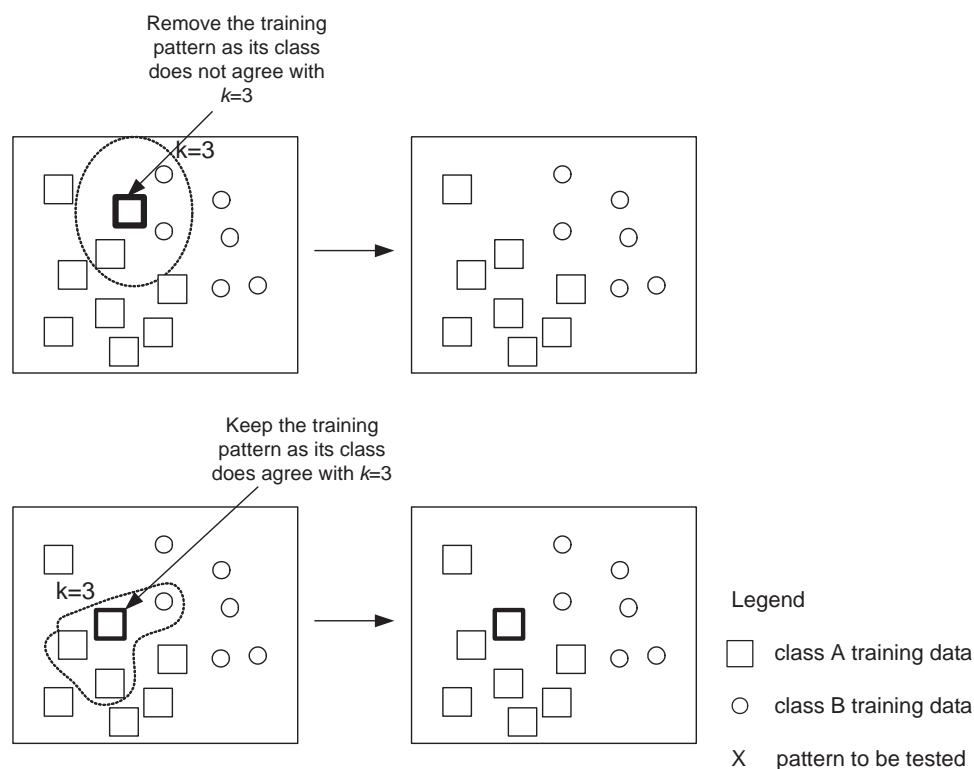 Remove the training
pattern as its class
does not agree with
k=3
k=3
Keep the training
pattern as its class
does agree with k=3
k=3
Legend
class A training data
class B training data
X pattern to be tested